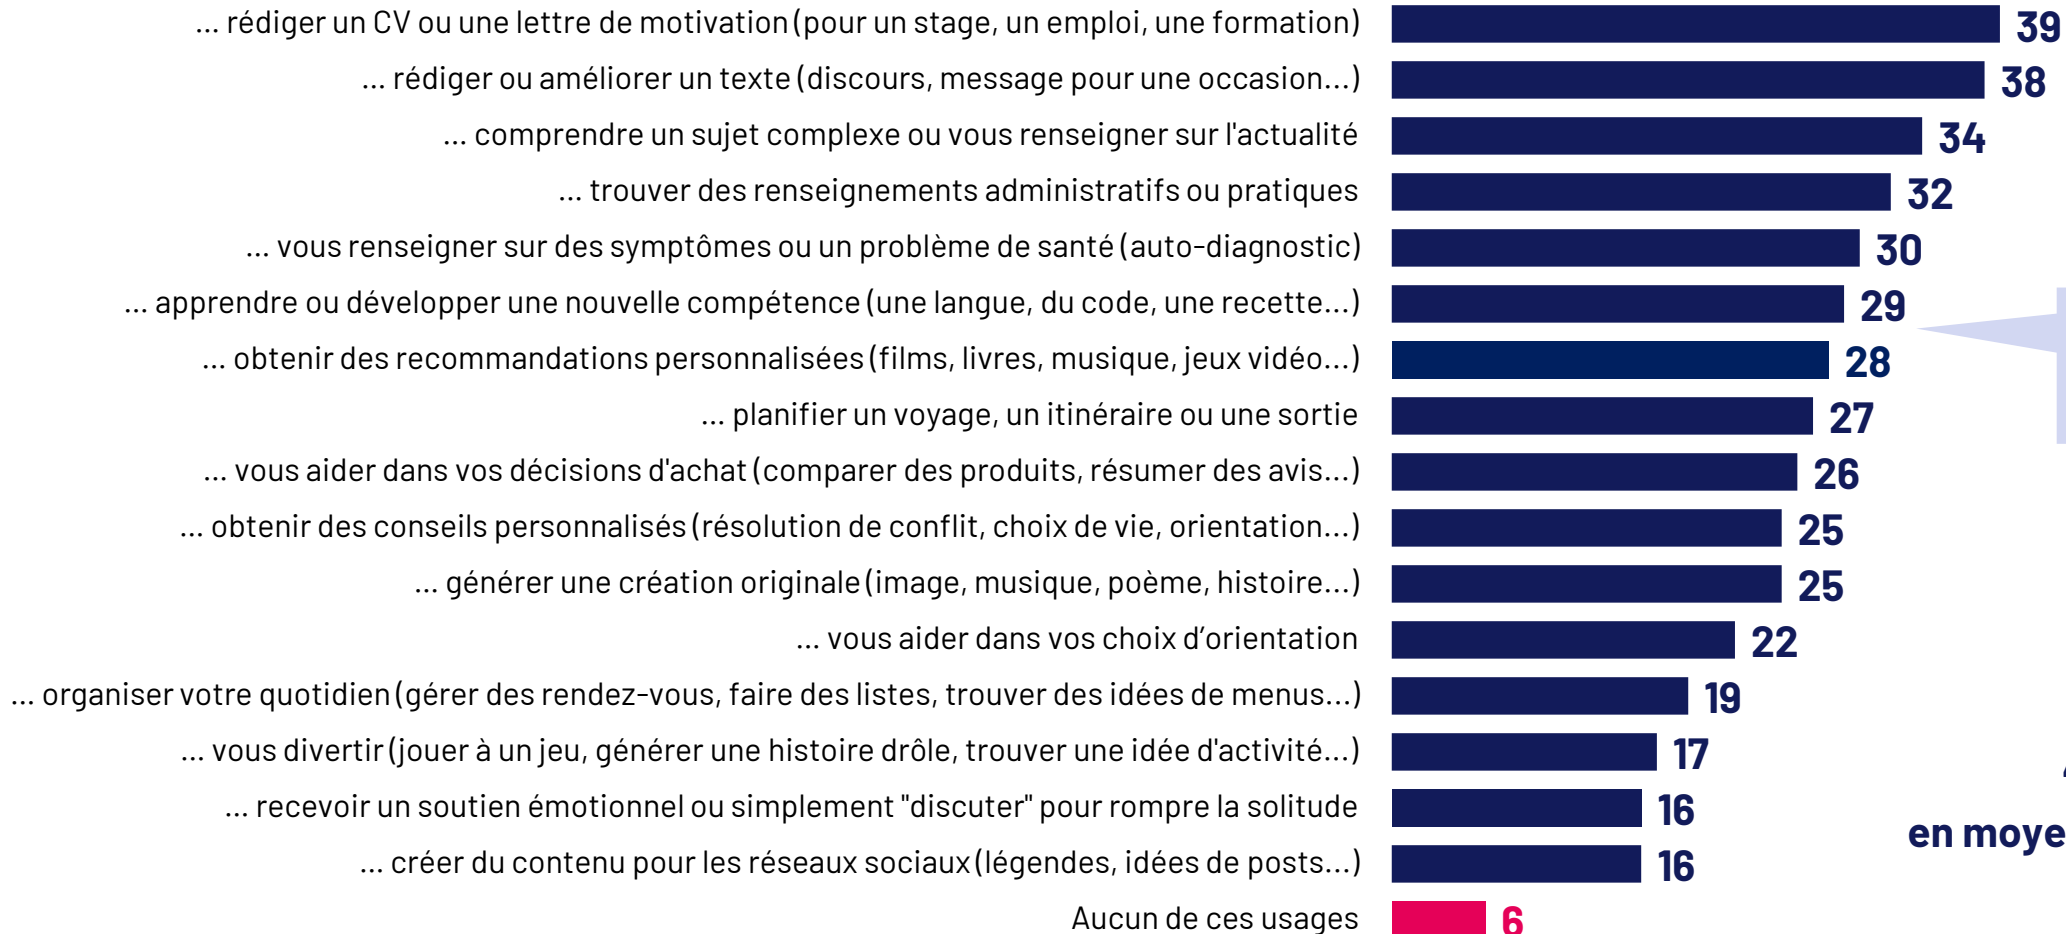 ... rédiger un CV ou une lettre de motivation (pour un stage, un emploi, une formation) 39
... rédiger ou améliorer un texte (discours, message pour une occasion...) 38
... comprendre un sujet complexe ou vous renseigner sur l'actualité 34
... trouver des renseignements administratifs ou pratiques 32
... vous renseigner sur des symptômes ou un problème de santé (auto-diagnostic) 30
... apprendre ou développer une nouvelle compétence (une langue, du code, une recette...) 29
... obtenir des recommandations personnalisées (films, livres, musique, jeux vidéo...) 28
... planifier un voyage, un itinéraire ou une sortie 27
... vous aider dans vos décisions d'achat (comparer des produits, résumer des avis...) 26
... obtenir des conseils personnalisés (résolution de conflit, choix de vie, orientation...) 25
... générer une création originale (image, musique, poème, histoire...) 25
... vous aider dans vos choix d’orientation 22
... organiser votre quotidien (gérer des rendez-vous, faire des listes, trouver des idées de menus...) 19
... vous divertir (jouer à un jeu, générer une histoire drôle, trouver une idée d'activité...) 17
... recevoir un soutien émotionnel ou simplement "discuter" pour rompre la solitude 16
en moye
... créer du contenu pour les réseaux sociaux (légendes, idées de posts...) 16
Aucun de ces usages 6